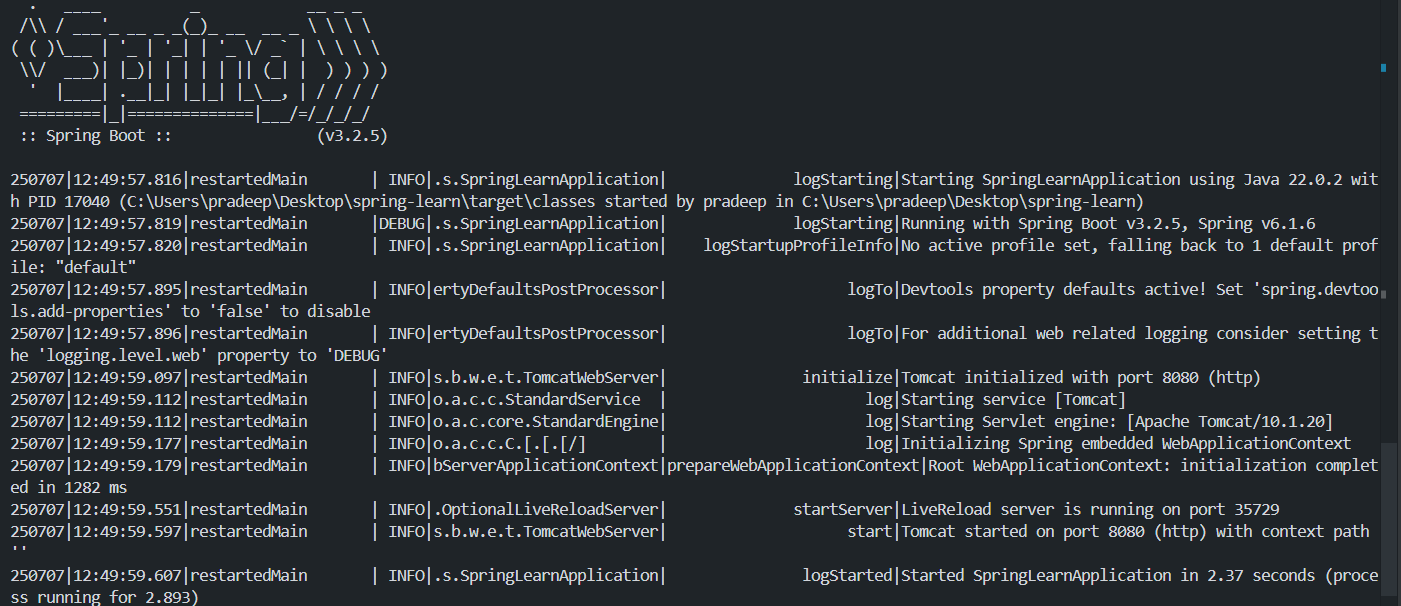 .   ____          _            __ _ _
 /\\ / ___'_ __ _ _(_)_ __  __ _ \ \ \ \
( ( )\___ | '_ | '_| | '_ \/ _` | \ \ \ \
 \\/  ___)| |_)| | | | | || (_| |  ) ) ) )
  '  |____| .__|_| |_|_| |_\__, | / / / /
 =========|_|==============|___/=/_/_/_/
 :: Spring Boot ::                (v3.2.5)

250707|12:49:57.816|restartedMain       | INFO|.s.SpringLearnApplication|              logStarting|Starting SpringLearnApplication using Java 22.0.2 wit
h PID 17040 (C:\Users\pradeep\Desktop\spring-learn\target\classes started by pradeep in C:\Users\pradeep\Desktop\spring-learn)
250707|12:49:57.819|restartedMain       |DEBUG|.s.SpringLearnApplication|              logStarting|Running with Spring Boot v3.2.5, Spring v6.1.6
250707|12:49:57.820|restartedMain       | INFO|.s.SpringLearnApplication|    logStartupProfileInfo|No active profile set, falling back to 1 default prof
ile: "default"
250707|12:49:57.895|restartedMain       | INFO|ertyDefaultsPostProcessor|                    logTo|Devtools property defaults active! Set 'spring.devtoo
ls.add-properties' to 'false' to disable
250707|12:49:57.896|restartedMain       | INFO|ertyDefaultsPostProcessor|                    logTo|For additional web related logging consider setting t
he 'logging.level.web' property to 'DEBUG'
250707|12:49:59.097|restartedMain       | INFO|s.b.w.e.t.TomcatWebServer|               initialize|Tomcat initialized with port 8080 (http)
250707|12:49:59.112|restartedMain       | INFO|o.a.c.c.StandardService  |                      log|Starting service [Tomcat]
250707|12:49:59.112|restartedMain       | INFO|o.a.c.core.StandardEngine|                      log|Starting Servlet engine: [Apache Tomcat/10.1.20]
250707|12:49:59.177|restartedMain       | INFO|o.a.c.c.C.[.[.[/]        |                      log|Initializing Spring embedded WebApplicationContext
250707|12:49:59.179|restartedMain       | INFO|bServerApplicationContext|prepareWebApplicationContext|Root WebApplicationContext: initialization complet
ed in 1282 ms
250707|12:49:59.551|restartedMain       | INFO|.OptionalLiveReloadServer|              startServer|LiveReload server is running on port 35729
250707|12:49:59.597|restartedMain       | INFO|s.b.w.e.t.TomcatWebServer|                    start|Tomcat started on port 8080 (http) with context path 
''
250707|12:49:59.607|restartedMain       | INFO|.s.SpringLearnApplication|               logStarted|Started SpringLearnApplication in 2.37 seconds (proce
ss running for 2.893)